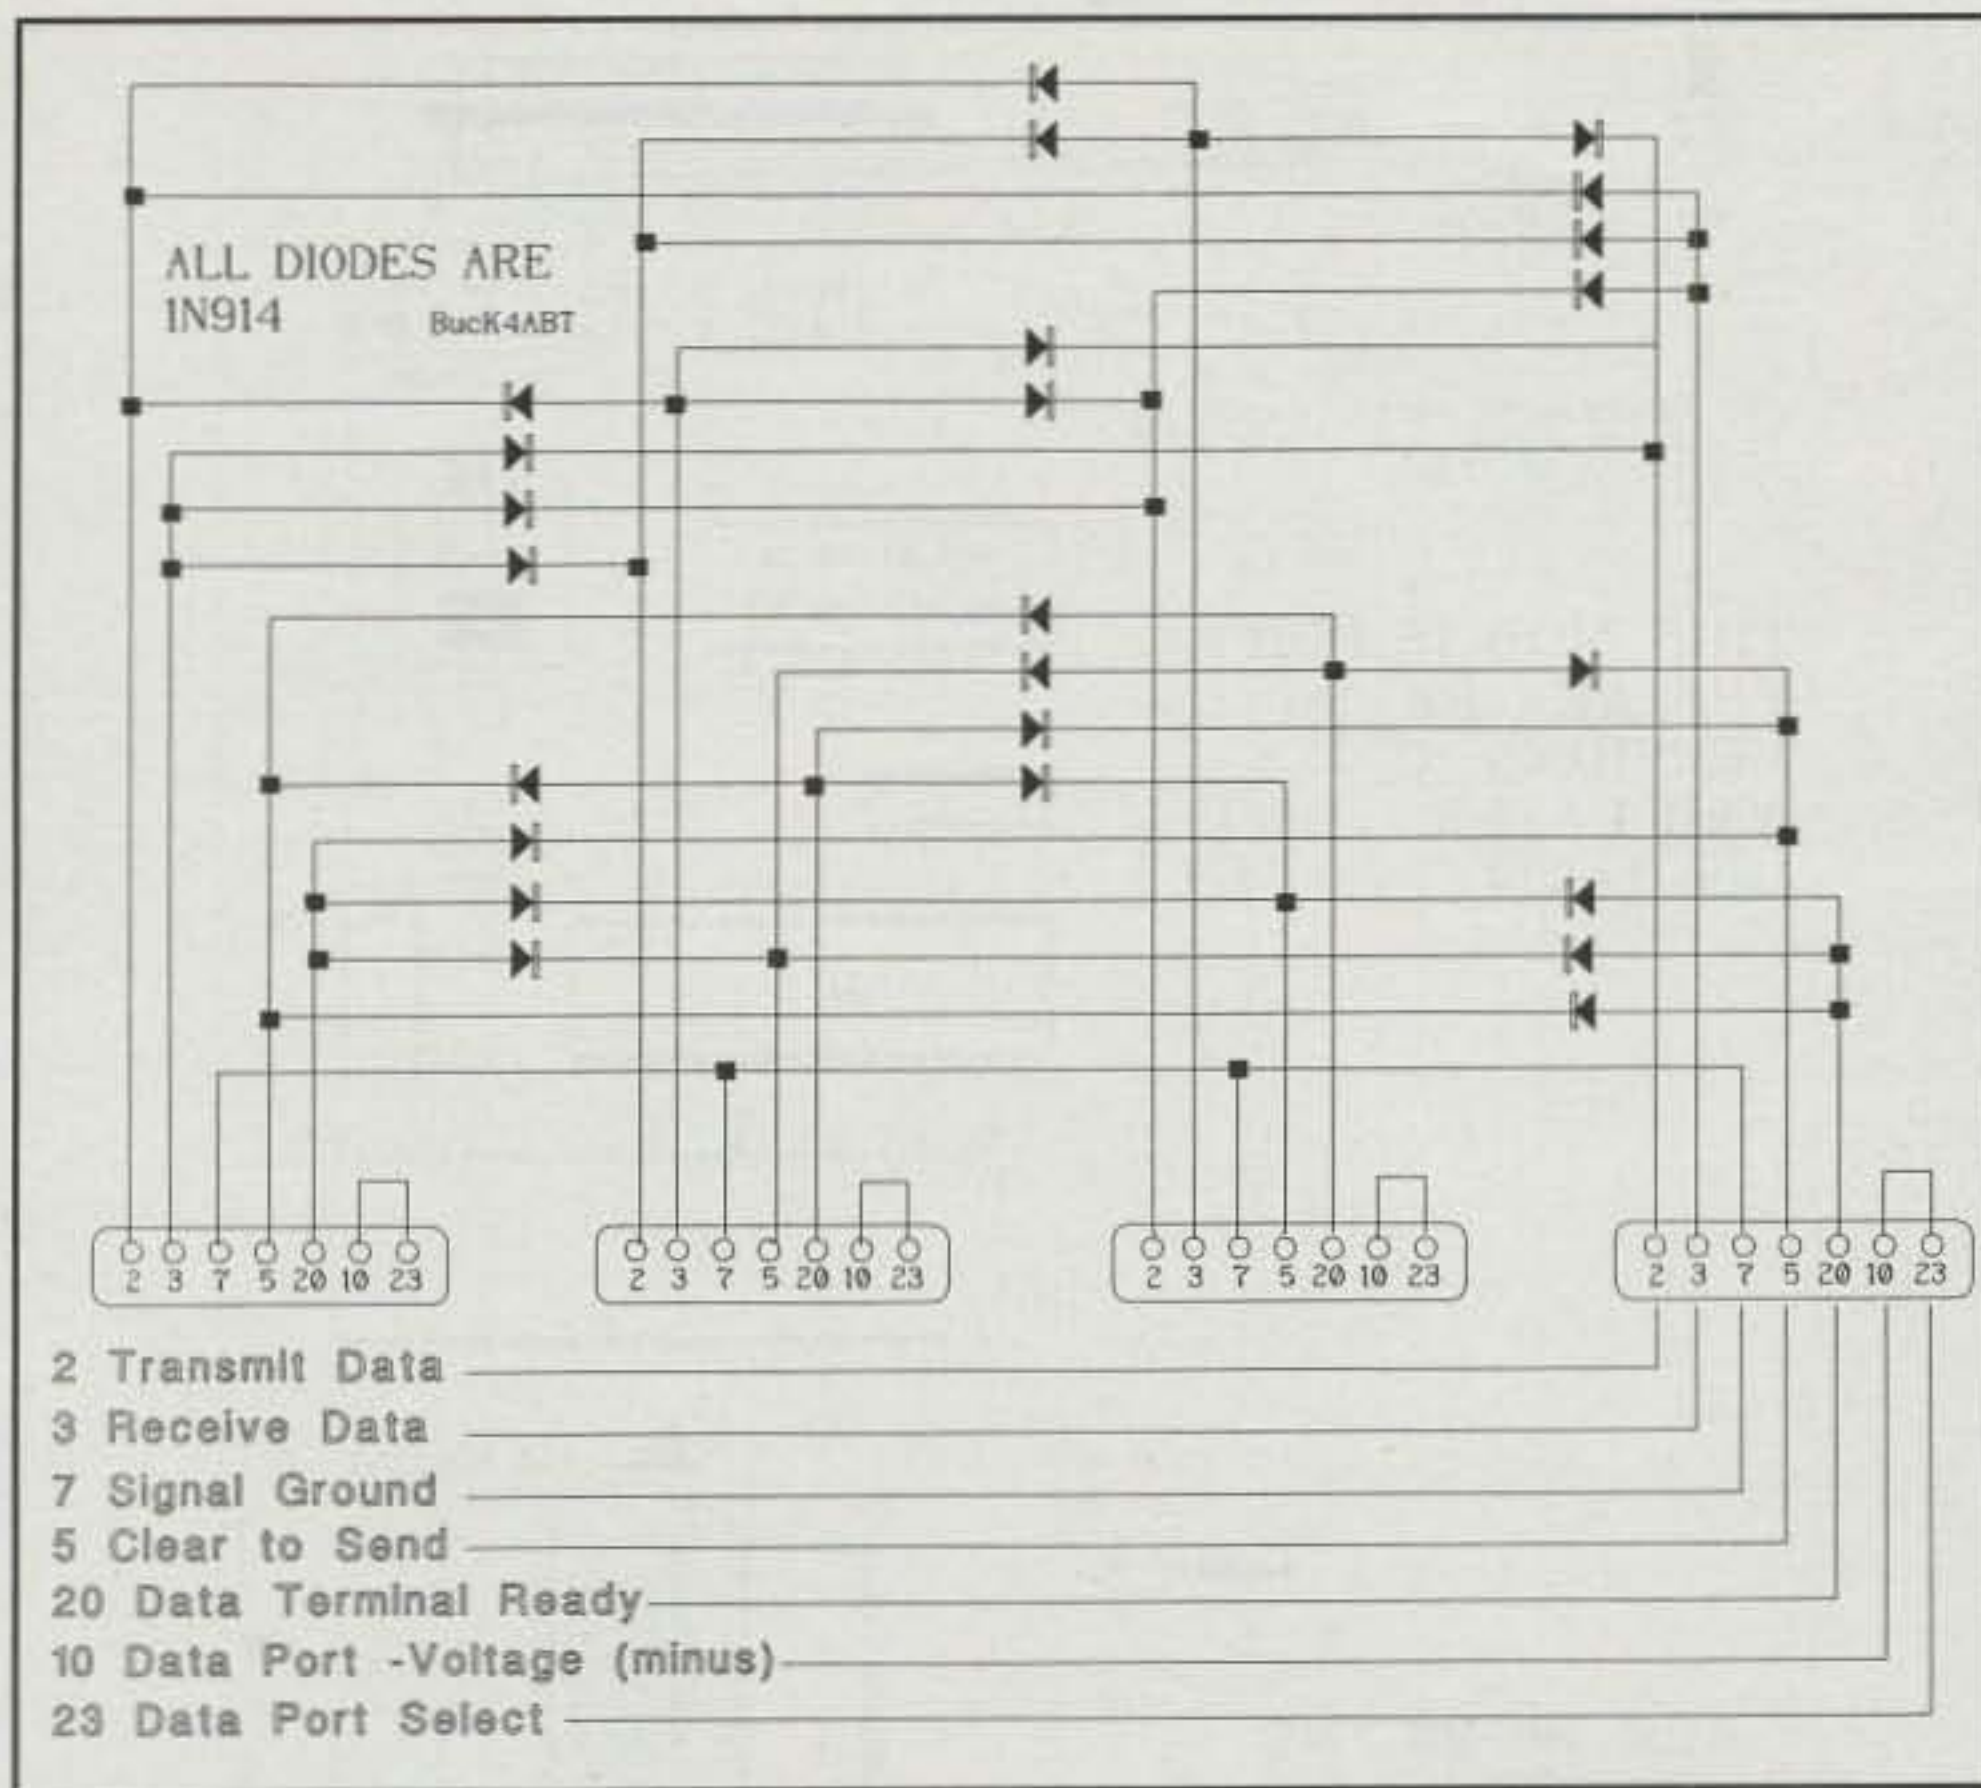 ALL DIODES ARE
1N914 BucK4ABT
2 3 7 5 20 10 23 2 3 7 5 20 10 23 2 3 7 5 20 10 23 2 3 7 5 20 10 23
2 Transmit Data
3 Receive Data
7 Signal Ground
5 Clear to Send
20 Data Terminal Ready
10 Data Port -Voltage (minus)
23 Data Port Select